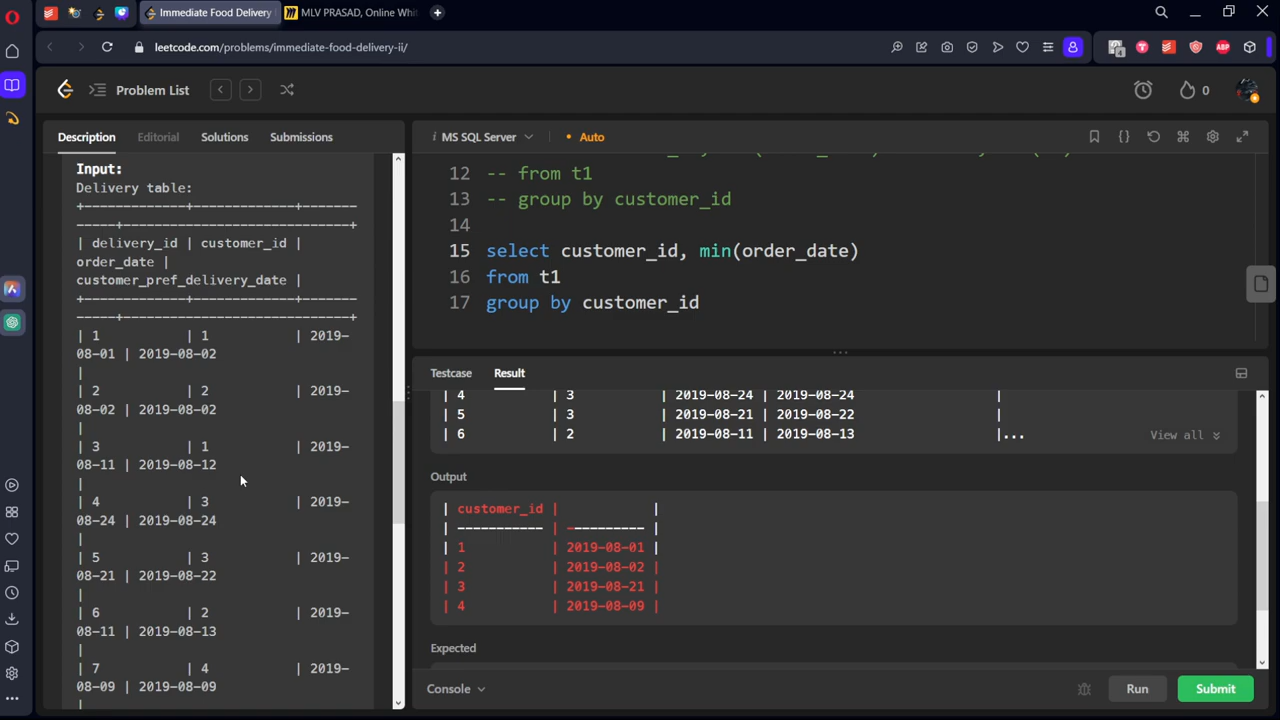 Immediate Food Delivery
MLV PRASAD, Online Whit
leetcode.com/problems/immediate-food-delivery-ii/
4
ABP
Problem List
0
Description
Editorial
Solutions
Submissions
i MS SQL Server
• Auto
Input:
Delivery table:
+-------------+-------------+-------
-----+-----------------------------+
| delivery_id | customer_id |
order_date |
customer_pref_delivery_date |
+-------------+-------------+-------
-----+-----------------------------+
| 1 | 1 | 2019-
08-01 | 2019-08-02
|
| 2 | 2 | 2019-
08-02 | 2019-08-02
|
| 3 | 1 | 2019-
08-11 | 2019-08-12
|
| 4 | 3 | 2019-
08-24 | 2019-08-24
|
| 5 | 3 | 2019-
08-21 | 2019-08-22
|
| 6 | 2 | 2019-
08-11 | 2019-08-13
|
| 7 | 4 | 2019-
08-09 | 2019-08-09
|
12 -- from t1
13 -- group by customer_id
14
15 select customer_id, min(order_date)
16 from t1
17 group by customer_id
Testcase
Result
| 4 | 3 | 2019-08-24 | 2019-08-24 |
| 5 | 3 | 2019-08-21 | 2019-08-22 |
| 6 | 2 | 2019-08-11 | 2019-08-13 |...
View all
Output
| customer_id | |
| ----------- | ---------- |
| 1 | 2019-08-01 |
| 2 | 2019-08-02 |
| 3 | 2019-08-21 |
| 4 | 2019-08-09 |
Expected
Console
Run
Submit